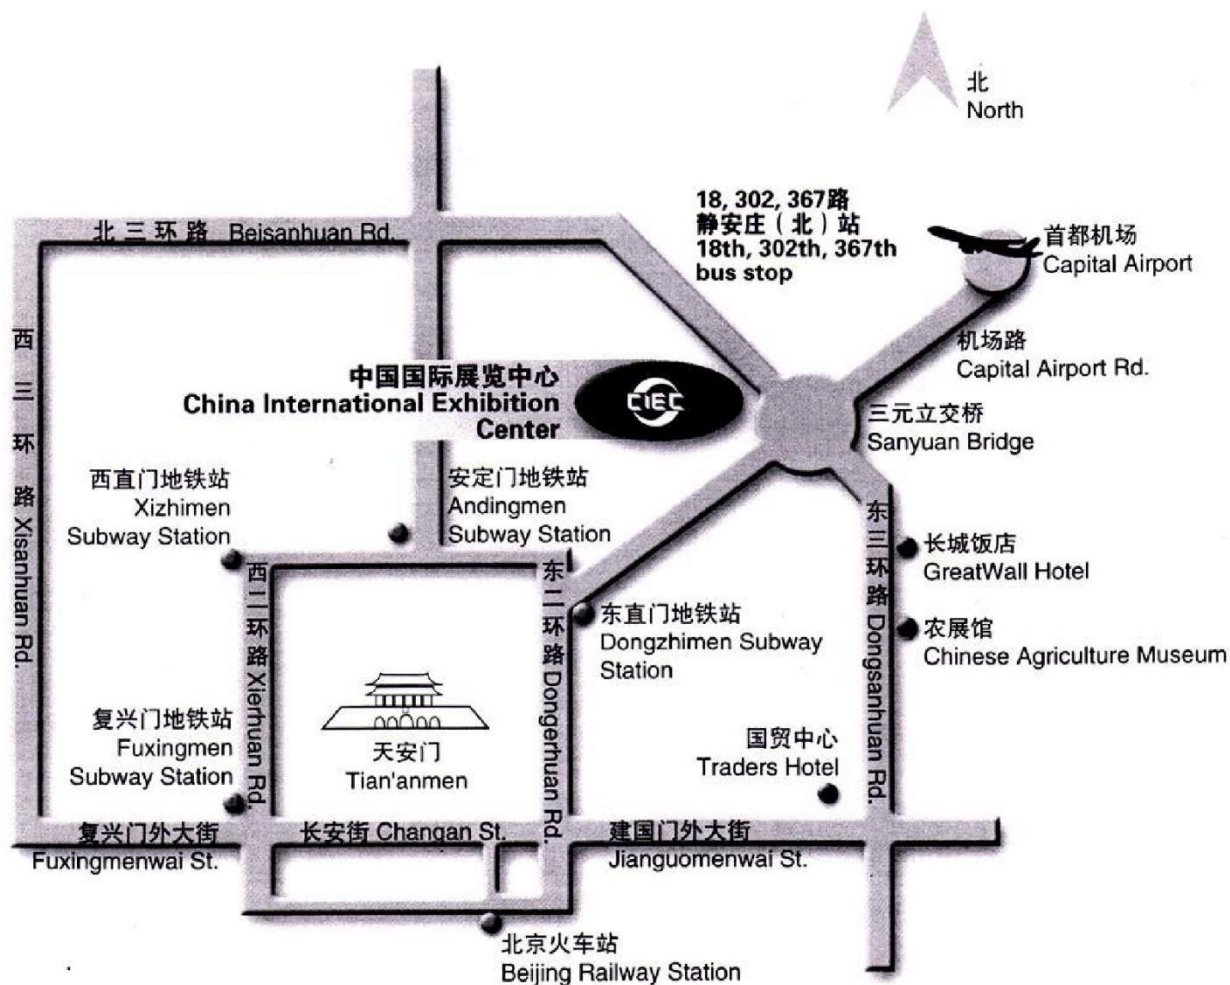 北
North
18, 302, 367路
静安庄（北）站
18th, 302th, 367th
bus stop
首都机场
Capital Airport
北三环路 Beisanhuan Rd.
机场路
Capital Airport Rd.
西三环路 Xisanhuan Rd.
中国国际展览中心
China International Exhibition
Center
CIEC
三元立交桥
Sanyuan Bridge
西直门地铁站
Xizhimen
Subway Station
安定门地铁站
Andingmen
Subway Station
东三环路 Dongsanhuan Rd.
长城饭店
GreatWall Hotel
西二环路 Xierhuan Rd.
东二环路 Dongerhuan Rd.
东直门地铁站
Dongzhimen Subway
Station
农展馆
Chinese Agriculture Museum
复兴门地铁站
Fuxingmen
Subway Station
天安门
Tian'anmen
国贸中心
Traders Hotel
复兴门外大街
Fuxingmenwai St.
长安街 Changan St.
建国门外大街
Jianguomenwai St.
北京火车站
Beijing Railway Station